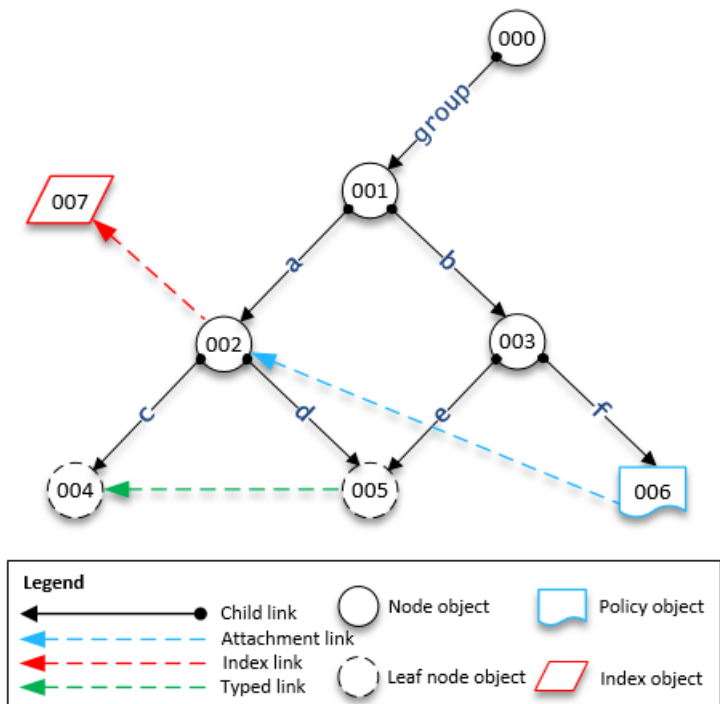 000
group
001
007
a
b
002
003
c
d
e
f
004
005
006
Legend
Child link
Node object
Policy object
Attachment link
Index link
Leaf node object
Index object
Typed link